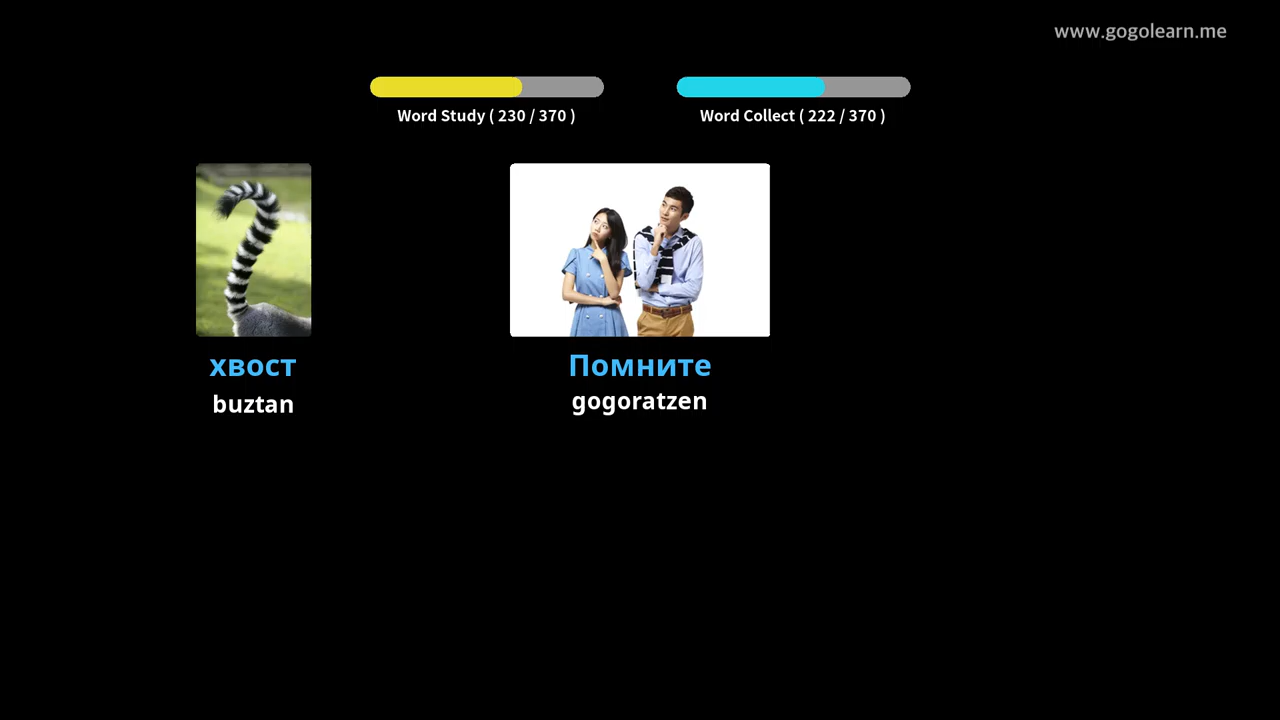 www.gogolearn.me
Word Study ( 230 / 370 )
Word Collect ( 222 / 370 )
хвост
buztan
Помните
gogoratzen